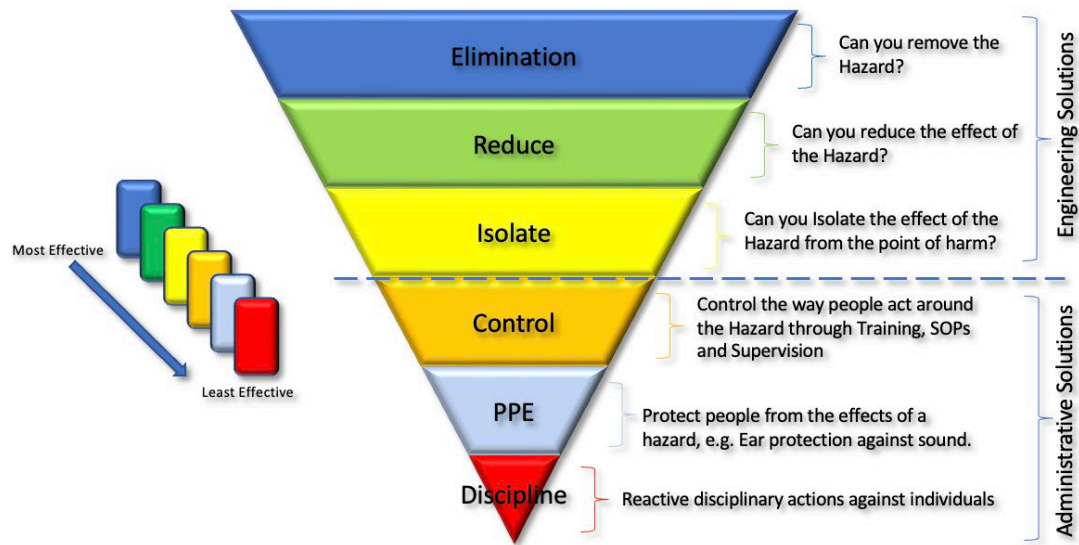 Elimination
Can you remove the
Hazard?
Reduce
Can you reduce the effect of
the Hazard?
Isolate
Can you Isolate the effect of the
Hazard from the point of harm?
Engineering Solutions
Most Effective
Least Effective
Control
Control the way people act around
the Hazard through Training, SOPs
and Supervision
PPE
Protect people from the effects of a
hazard, e.g. Ear protection against sound.
Discipline
Reactive disciplinary actions against individuals
Administrative Solutions